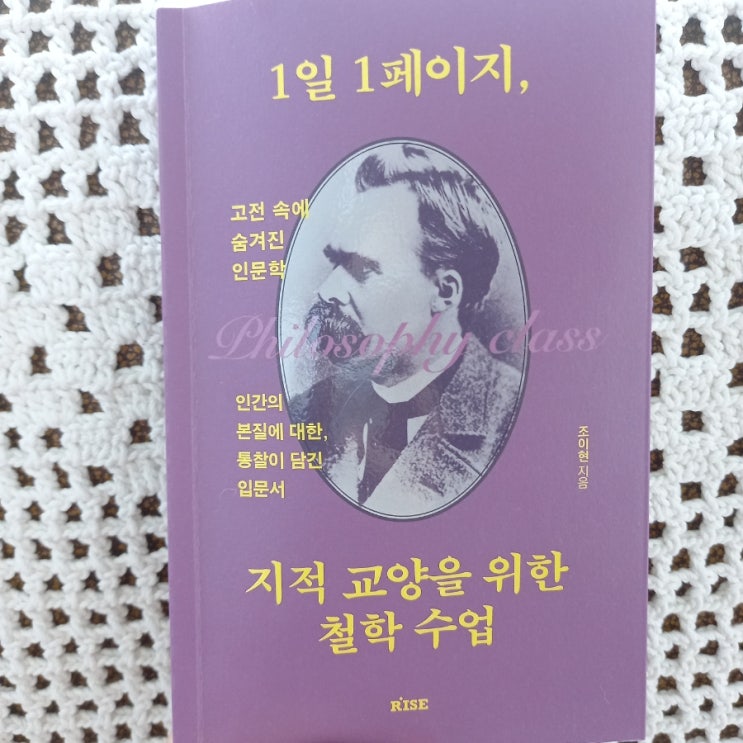 1일 1페이지,
고전 속에
숨겨진
인문학
Philosophy class
인간의
본질에 대한,
통찰이 담긴
입문서
조이현 지음
지적 교양을 위한
철학 수업
RISE